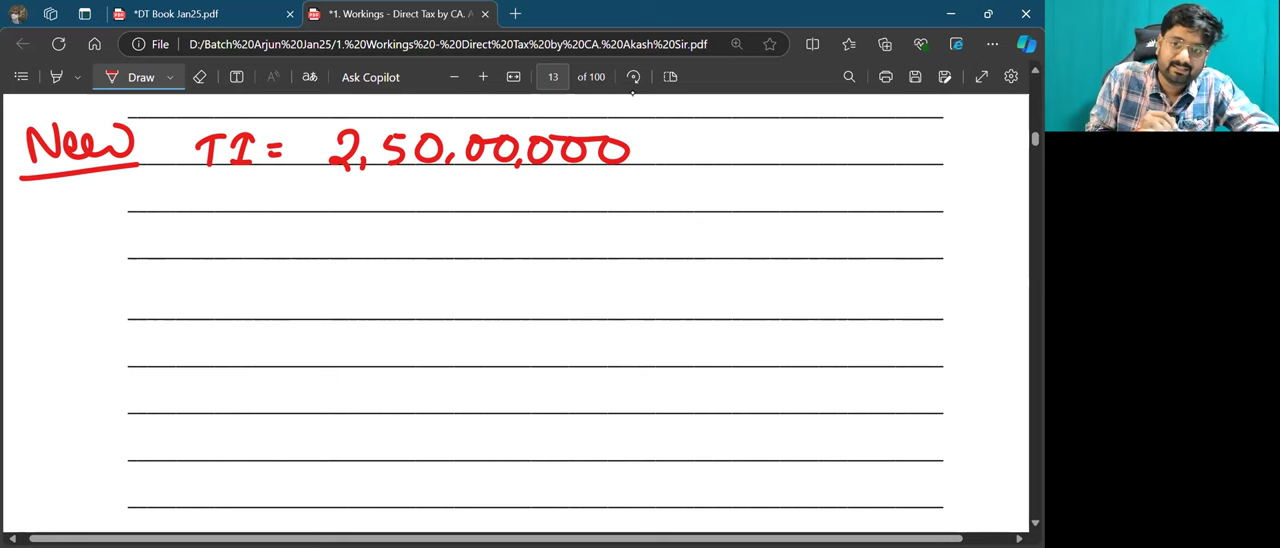 *DT Book Jan25.pdf
*1. Workings - Direct Tax by CA. A
File D:/Batch%20Arjun%20Jan25/1.%20Workings%20-%20Direct%20Tax%20by%20CA.%20Akash%20Sir.pdf
Draw Ask Copilot 13 of 100
New TI = 2,50,00,000